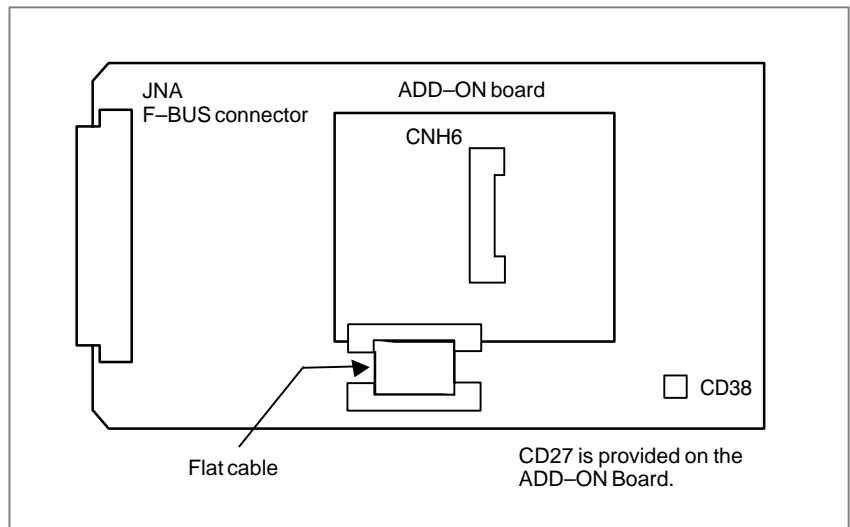 JNA
F–BUS connector
ADD–ON board
CNH6
CD38
Flat cable
CD27 is provided on the
ADD–ON Board.